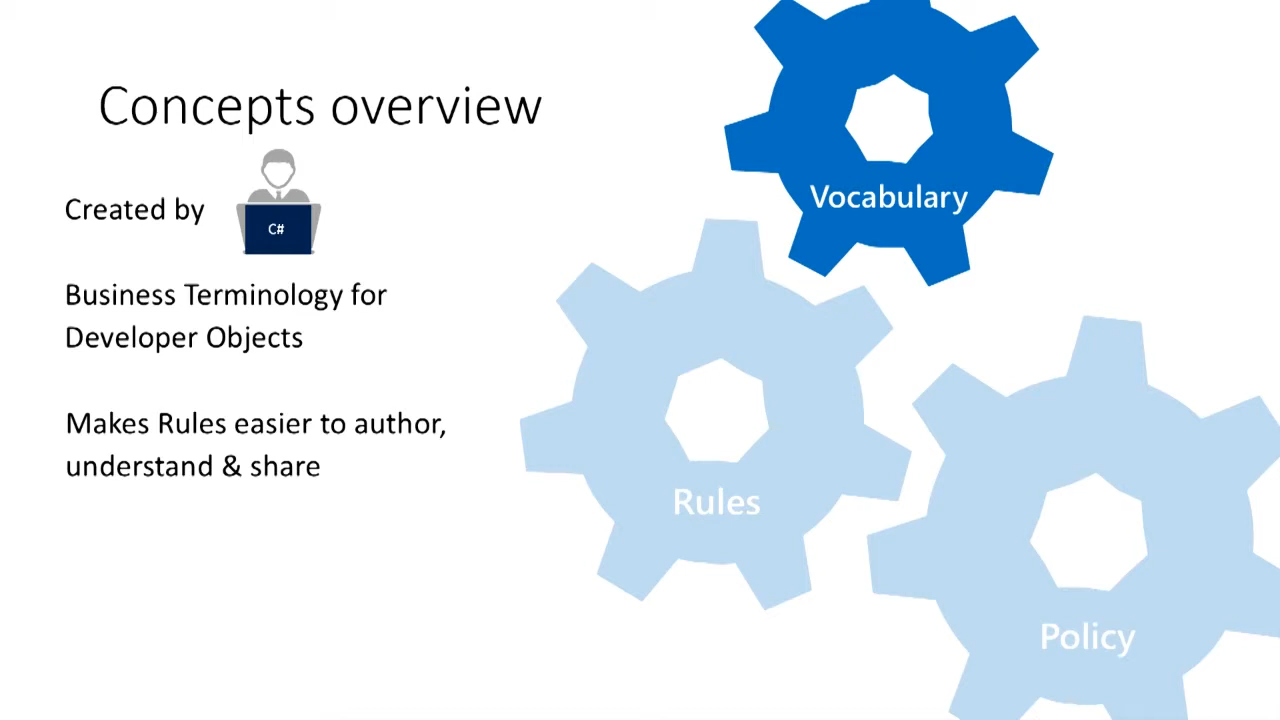 Concepts overview
Created by
C#
Business Terminology for
Developer Objects
Makes Rules easier to author,
understand & share
Vocabulary
Rules
Policy